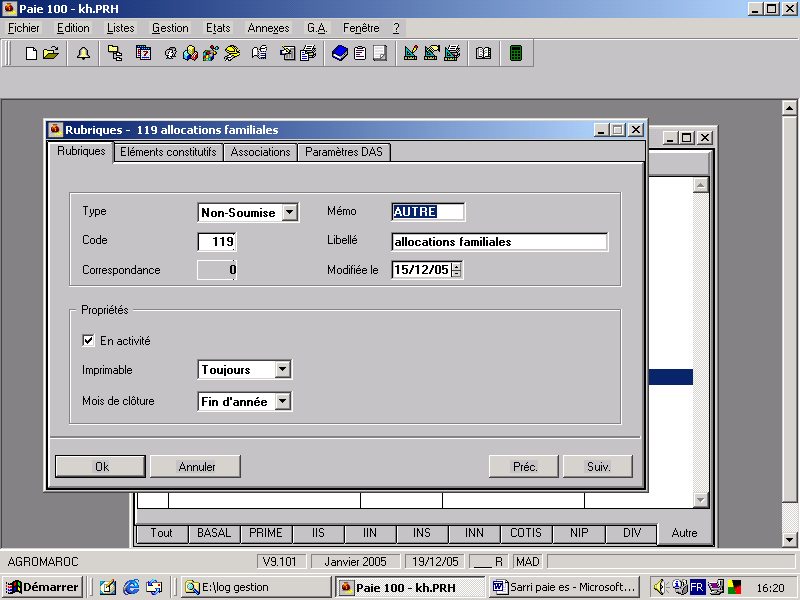 Paie 100 - kh.PRH
Fichier Edition Listes Gestion Etats Annexes G.A. Fenêtre ?
Rubriques - 119 allocations familiales
Rubriques Eléments constitutifs Associations Paramètres DAS
Type Non-Soumise Mémo AUTRE
Code 119 Libellé allocations familiales
Correspondance 0 Modifiée le 15/12/05
Propriétés
En activité
Imprimable Toujours
Mois de clôture Fin d'année
Ok Annuler Préc. Suiv.
Tout BASAL PRIME IIS IIN INS INN COTIS NIP DIV Autre
AGROMAROC V9.101 Janvier 2005 19/12/05 ___ R MAD
Démarrer E:\log gestion Paie 100 - kh.PRH Sarri paie es - Microsoft... FR 16:20